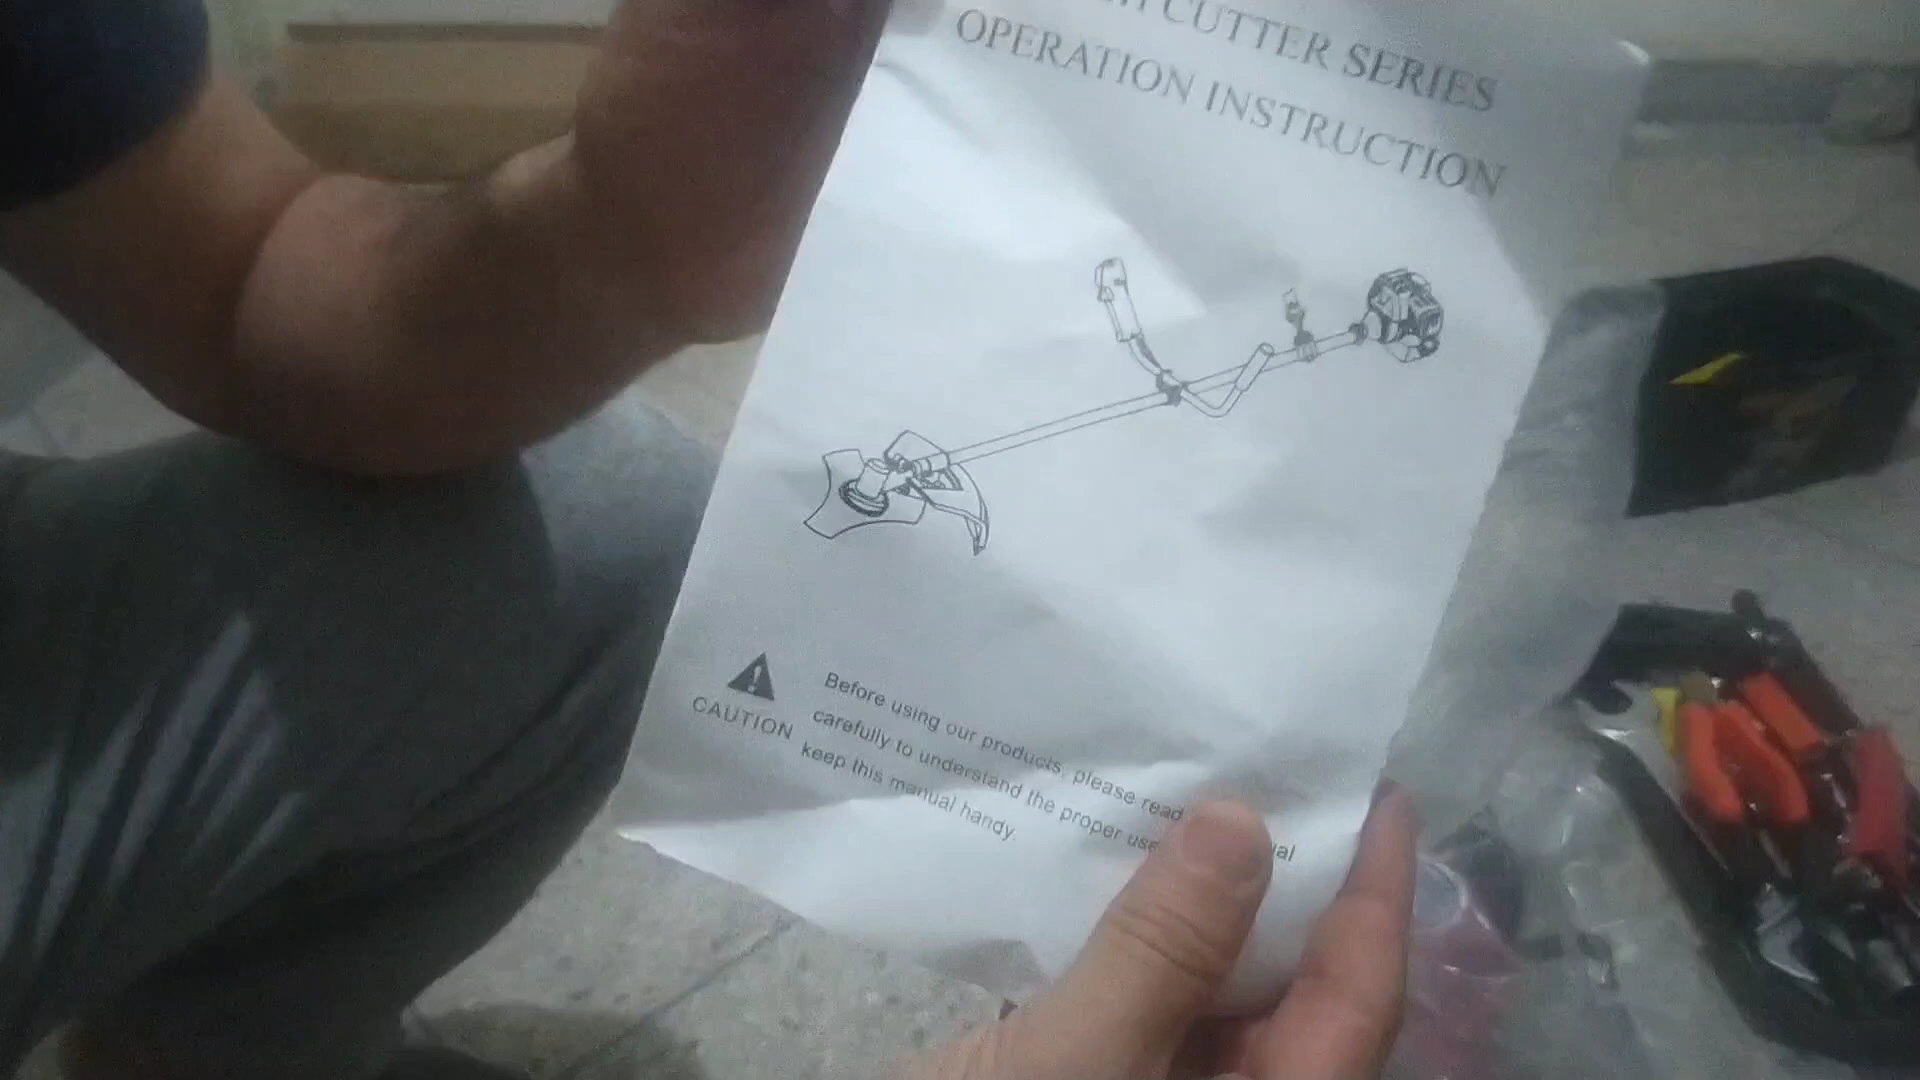 CUTTER SERIES
OPERATION INSTRUCTION
CAUTION
Before using our products, please read
carefully to understand the proper use
keep this manual handy.